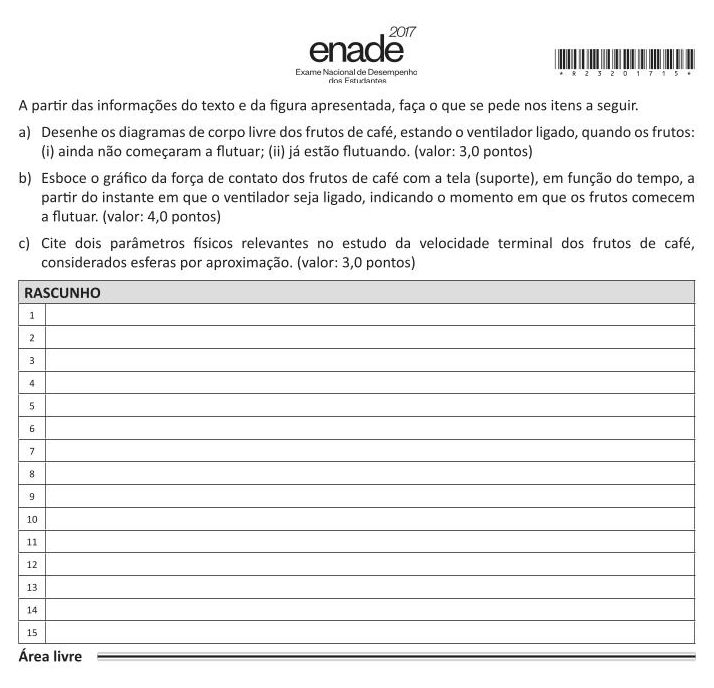 2017
enade
Exame Nacional de Desempenho
dos Estudantes
* R 2 3 2 0 1 7 1 5 *
A partir das informações do texto e da figura apresentada, faça o que se pede nos itens a seguir.
a) Desenhe os diagramas de corpo livre dos frutos de café, estando o ventilador ligado, quando os frutos:
(i) ainda não começaram a flutuar; (ii) já estão flutuando. (valor: 3,0 pontos)
b) Esboce o gráfico da força de contato dos frutos de café com a tela (suporte), em função do tempo, a
partir do instante em que o ventilador seja ligado, indicando o momento em que os frutos comecem
a flutuar. (valor: 4,0 pontos)
c) Cite dois parâmetros físicos relevantes no estudo da velocidade terminal dos frutos de café,
considerados esferas por aproximação. (valor: 3,0 pontos)
RASCUNHO
1
2
3
4
5
6
7
8
9
10
11
12
13
14
15
Área livre